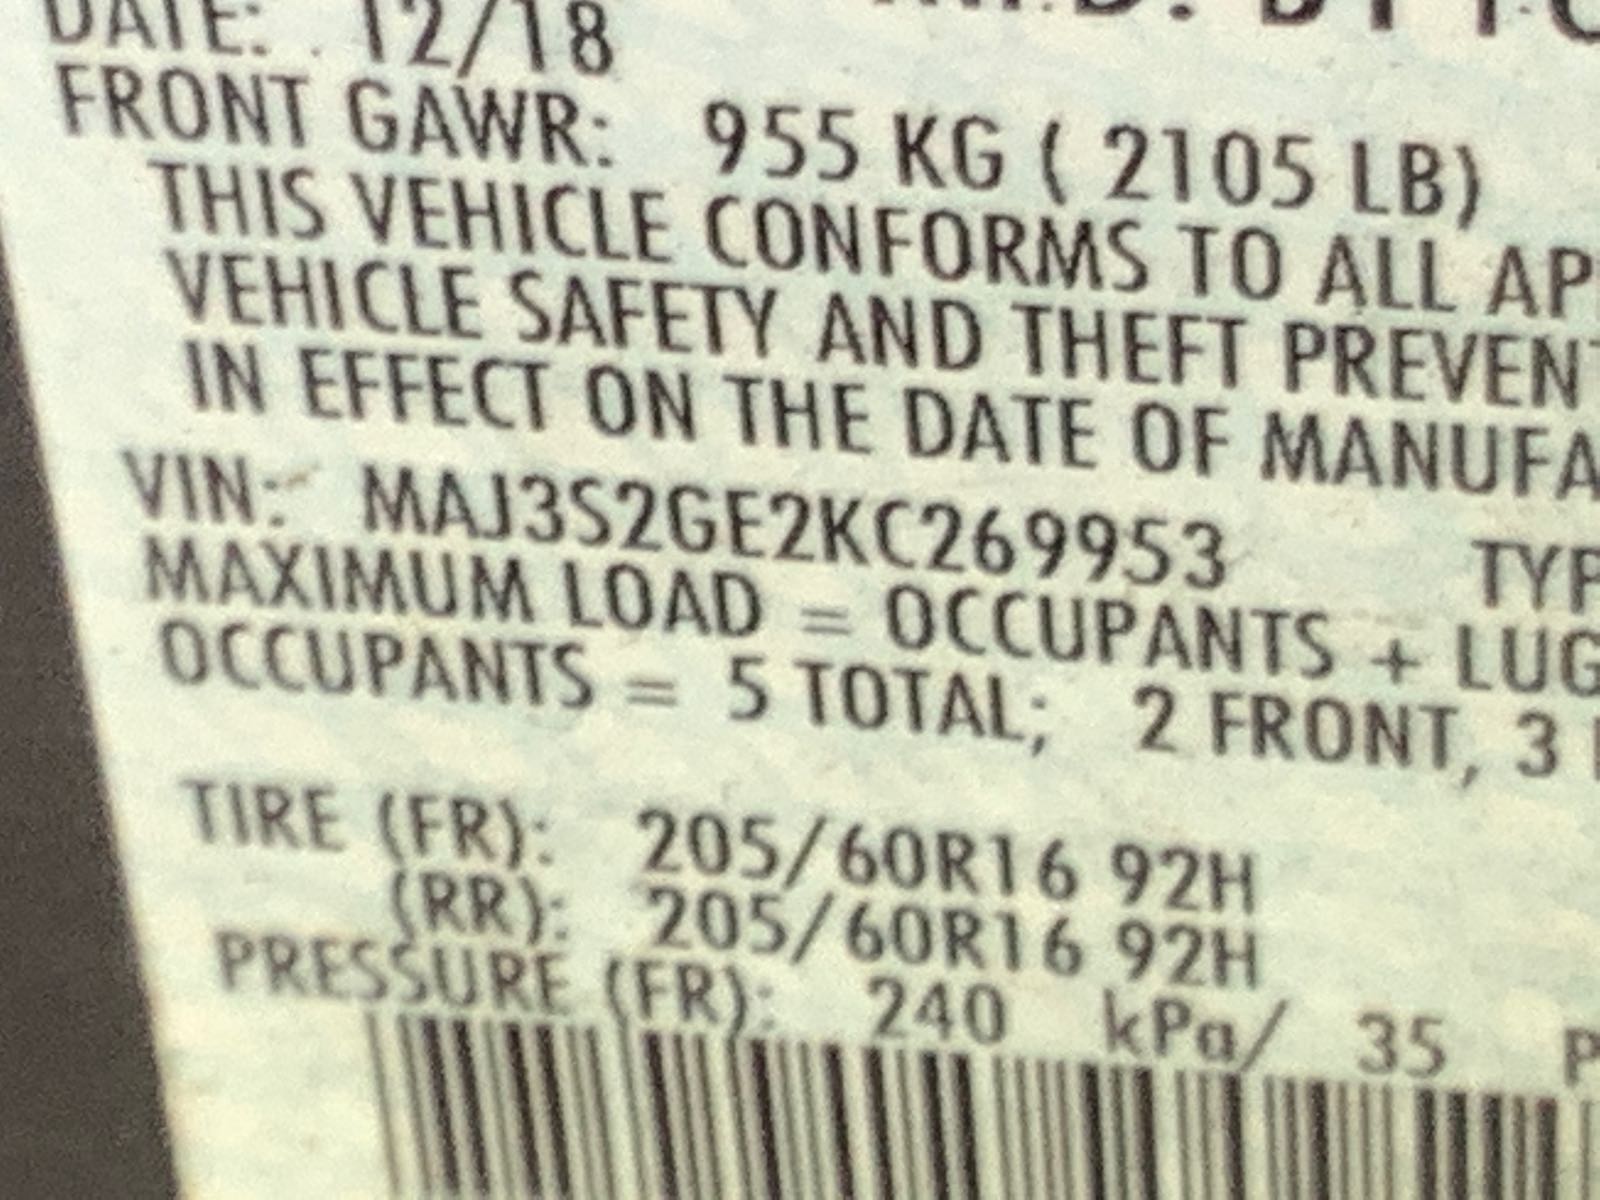 DATE: 12/18
FRONT GAWR: 955 KG ( 2105 LB)
THIS VEHICLE CONFORMS TO ALL AP
VEHICLE SAFETY AND THEFT PREVENT
IN EFFECT ON THE DATE OF MANUFA
VIN: MAJ3S2GE2KC269953 TYP
MAXIMUM LOAD = OCCUPANTS + LUG
OCCUPANTS = 5 TOTAL; 2 FRONT, 3
TIRE (FR): 205/60R16 92H
(RR): 205/60R16 92H
PRESSURE (FR): 240 kPa/ 35 P